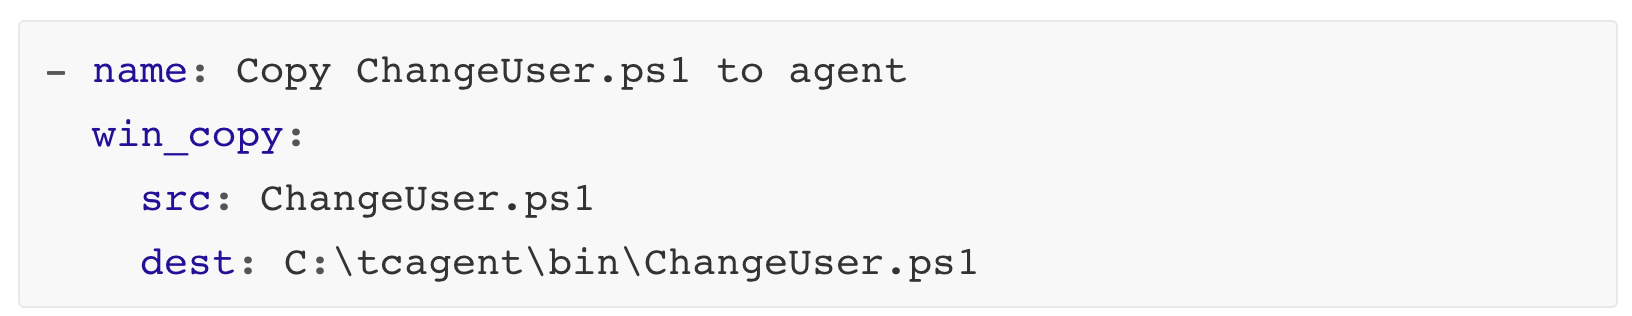 - name: Copy ChangeUser.ps1 to agent
  win_copy:
    src: ChangeUser.ps1
    dest: C:\tcagent\bin\ChangeUser.ps1